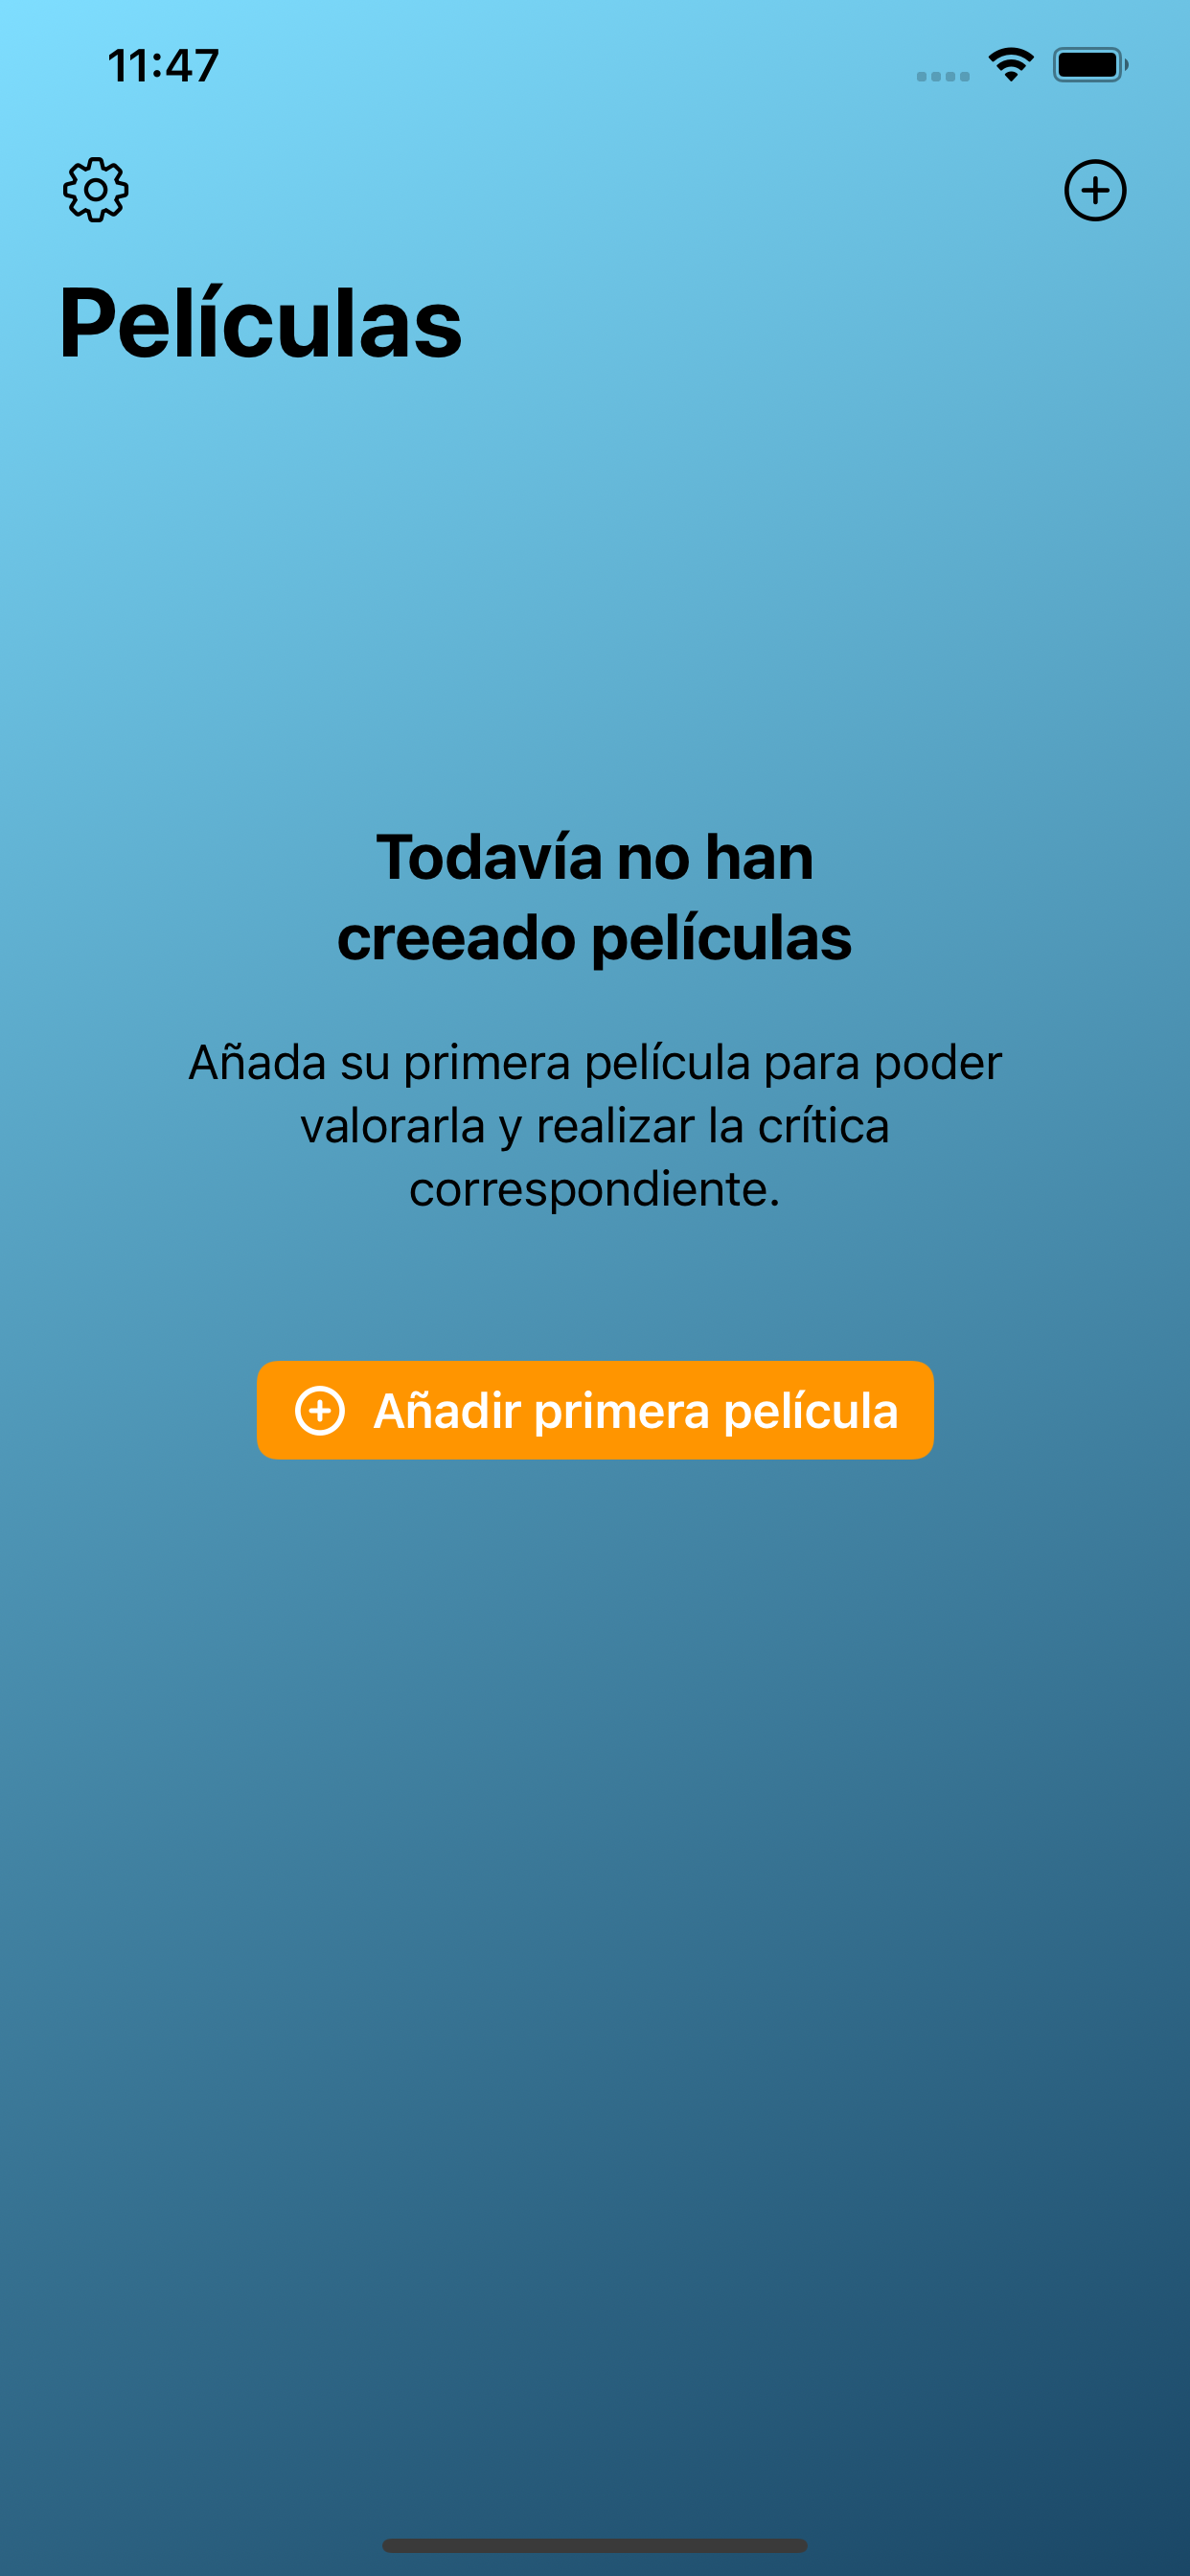 11:47
Películas
Todavía no han
creeado películas
Añada su primera película para poder
valorarla y realizar la crítica
correspondiente.
Añadir primera película